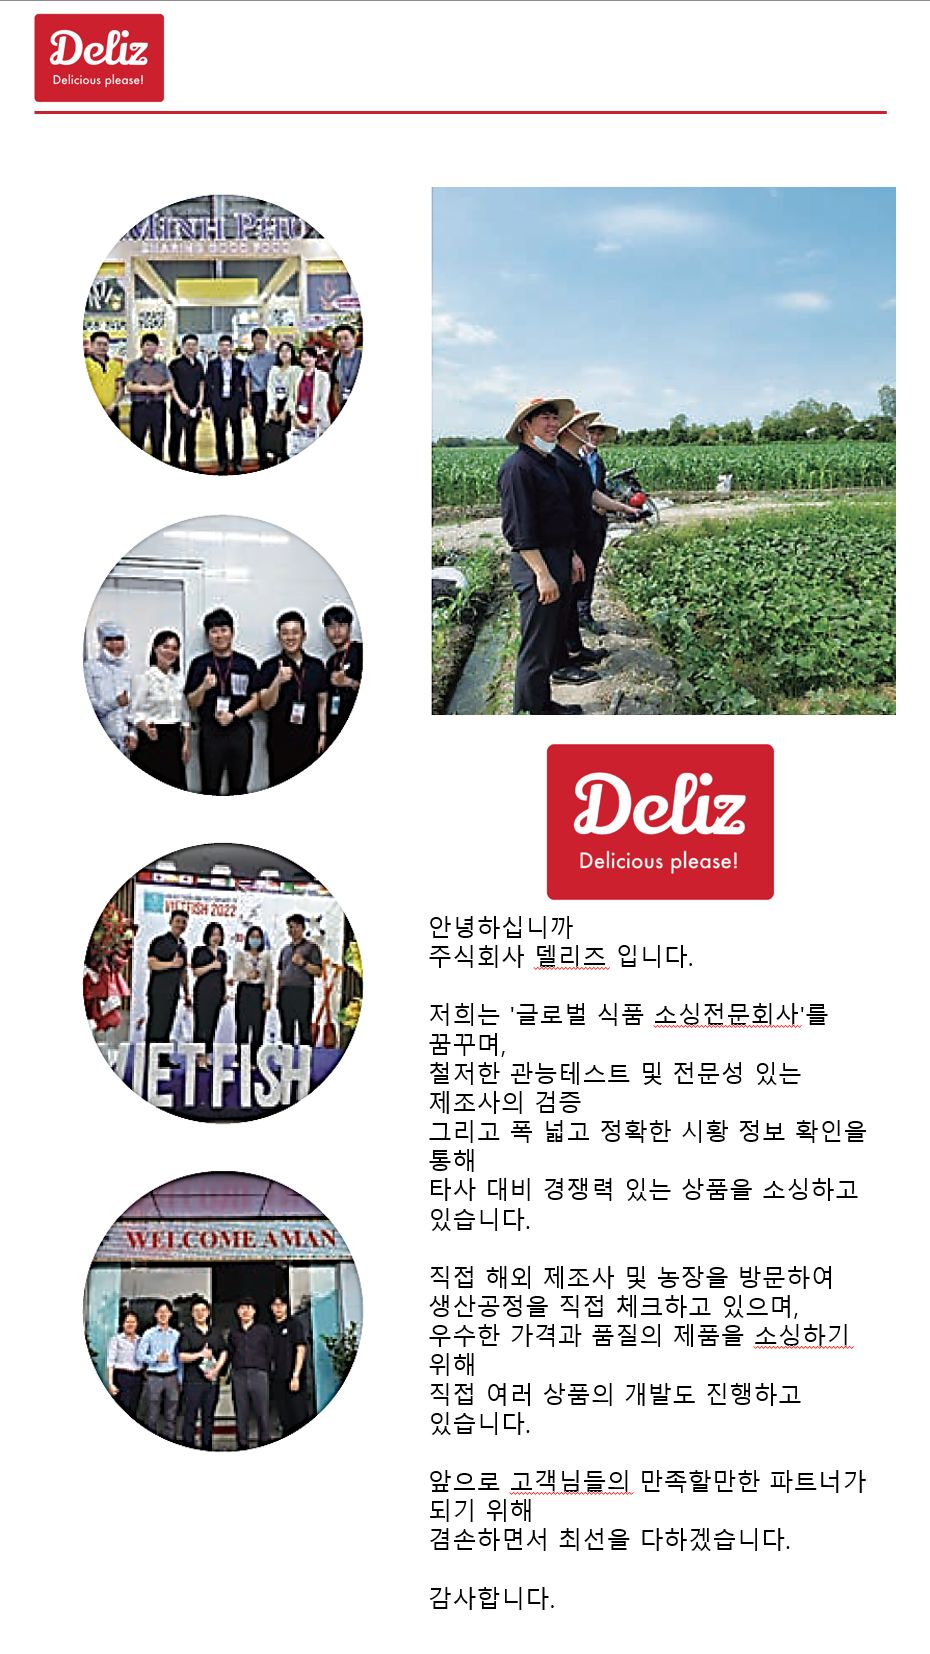 Deliz
Delicious please!
MINH PHU
SHARING GOOD FOOD
VIETFISH 2022
VIETFISH
WELCOME A MAN
Deliz
Delicious please!
안녕하십니까
주식회사 델리즈 입니다.
저희는 '글로벌 식품 소싱전문회사'를
꿈꾸며,
철저한 관능테스트 및 전문성 있는
제조사의 검증
그리고 폭 넓고 정확한 시황 정보 확인을
통해
타사 대비 경쟁력 있는 상품을 소싱하고
있습니다.
직접 해외 제조사 및 농장을 방문하여
생산공정을 직접 체크하고 있으며,
우수한 가격과 품질의 제품을 소싱하기
위해
직접 여러 상품의 개발도 진행하고
있습니다.
앞으로 고객님들의 만족할만한 파트너가
되기 위해
겸손하면서 최선을 다하겠습니다.
감사합니다.